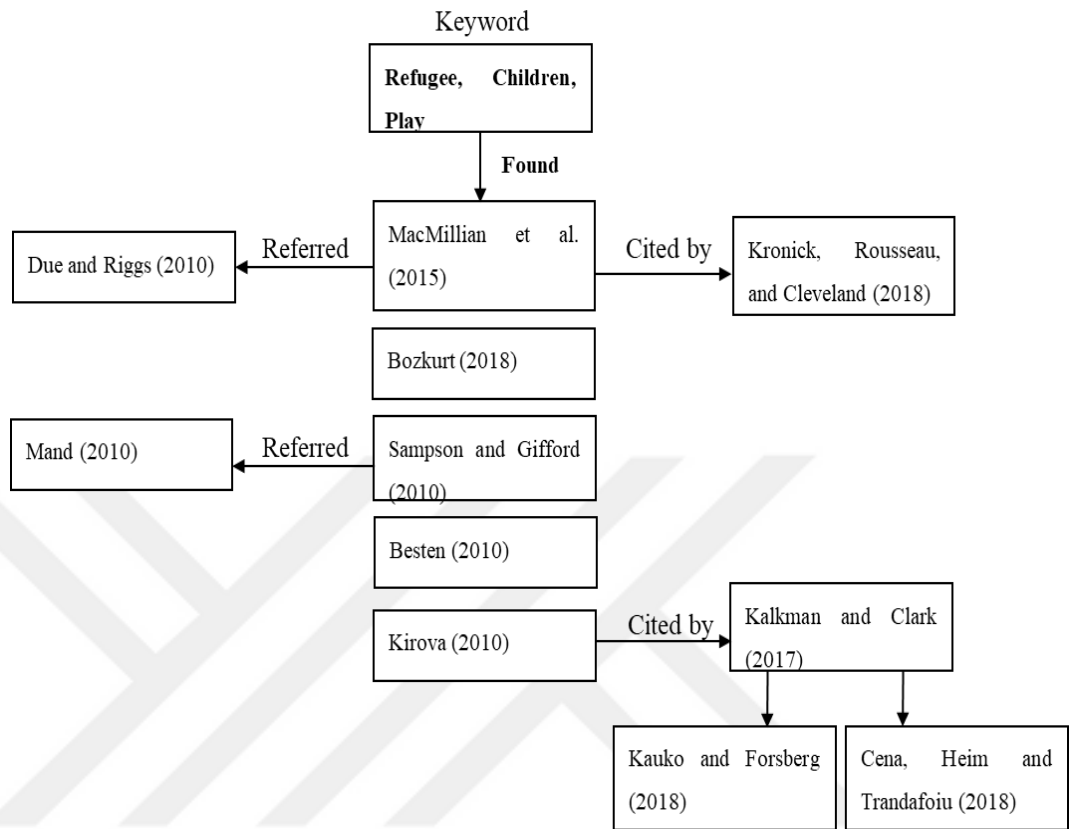 Keyword
Refugee, Children,
Play
Found
Due and Riggs (2010)
Referred
MacMillian et al.
(2015)
Cited by
Kronick, Rousseau,
and Cleveland (2018)
Bozkurt (2018)
Mand (2010)
Referred
Sampson and Gifford
(2010)
Besten (2010)
Kirova (2010)
Cited by
Kalkman and Clark
(2017)
Kauko and Forsberg
(2018)
Cena, Heim and
Trandafoiu (2018)